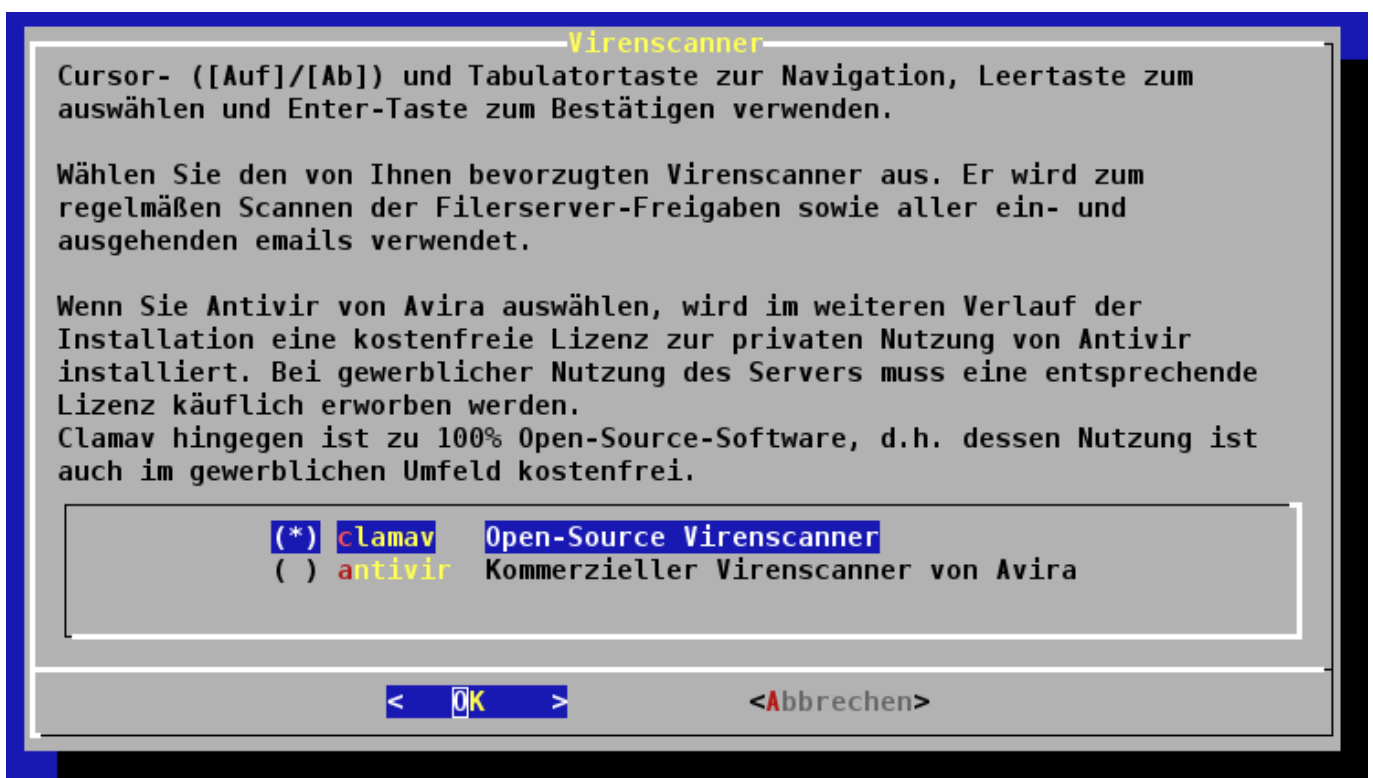 Virenscanner
Cursor- ([Auf]/[Ab]) und Tabulatortaste zur Navigation, Leertaste zum
auswählen und Enter-Taste zum Bestätigen verwenden.
Wählen Sie den von Ihnen bevorzugten Virenscanner aus. Er wird zum
regelmäßen Scannen der Filerserver-Freigaben sowie aller ein- und
ausgehenden emails verwendet.
Wenn Sie Antivir von Avira auswählen, wird im weiteren Verlauf der
Installation eine kostenfreie Lizenz zur privaten Nutzung von Antivir
installiert. Bei gewerblicher Nutzung des Servers muss eine entsprechende
Lizenz käuflich erworben werden.
Clamav hingegen ist zu 100% Open-Source-Software, d.h. dessen Nutzung ist
auch im gewerblichen Umfeld kostenfrei.
(*) clamav Open-Source Virenscanner
( ) antivir Kommerzieller Virenscanner von Avira
< OK > <Abbrechen>